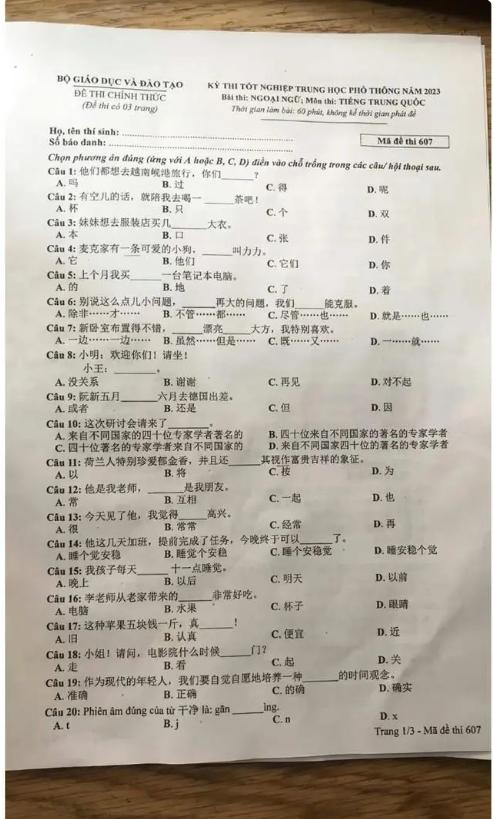 BỘ GIÁO DỤC VÀ ĐÀO TẠO
ĐỀ THI CHÍNH THỨC
(Đề thi có 03 trang)
KỲ THI TỐT NGHIỆP TRUNG HỌC PHỔ THÔNG NĂM 2023
Bài thi: NGOẠI NGỮ; Môn thi: TIẾNG TRUNG QUỐC
Thời gian làm bài: 60 phút, không kể thời gian phát đề
Họ, tên thí sinh:
Số báo danh:
Mã đề thi 607
Chọn phương án đúng (ứng với A hoặc B, C, D) điền vào chỗ trống trong các câu/ hội thoại sau.
Câu 1: 他们都想去越南岘港旅行，你们______？
A. 吗 B. 过 C. 得 D. 呢
Câu 2: 有空儿的话，就陪我去喝一______茶吧！
A. 杯 B. 只 C. 个 D. 双
Câu 3: 妹妹想去服装店买几______大衣。
A. 本 B. 口 C. 张 D. 件
Câu 4: 麦克家有一条可爱的小狗，______叫力力。
A. 它 B. 他们 C. 它们 D. 你
Câu 5: 上个月我买______一台笔记本电脑。
A. 的 B. 地 C. 了 D. 着
Câu 6: 别说这么点儿小问题，______再大的问题，我们______能克服。
A. 除非……才…… B. 不管……都…… C. 尽管……也…… D. 就是……也……
Câu 7: 新卧室布置得不错，______漂亮______大方，我特别喜欢。
A. 一边……一边…… B. 虽然……但是…… C. 既……又…… D. 一……就……
Câu 8: 小明：欢迎你们！请坐！
小王：______。
A. 没关系 B. 谢谢 C. 再见 D. 对不起
Câu 9: 阮新五月______六月去德国出差。
A. 或者 B. 还是 C. 但 D. 因
Câu 10: 这次研讨会请来了______。
A. 来自不同国家的四十位专家学者著名的 B. 四十位来自不同国家的著名的专家学者
C. 四十位著名的专家学者来自不同国家的 D. 来自不同国家四十位的著名的专家学者
Câu 11: 荷兰人特别珍爱郁金香，并且还______其视作富贵吉祥的象征。
A. 以 B. 将 C. 按 D. 为
Câu 12: 他是我老师，______是我朋友。
A. 常 B. 互相 C. 一起 D. 也
Câu 13: 今天见了他，我觉得______高兴。
A. 很 B. 常常 C. 经常 D. 再
Câu 14: 他这几天加班，提前完成了任务，今晚终于可以______了。
A. 睡个觉安稳 B. 睡觉个安稳 C. 睡个安稳觉 D. 睡安稳个觉
Câu 15: 我孩子每天______十一点睡觉。
A. 晚上 B. 以后 C. 明天 D. 以前
Câu 16: 李老师从老家带来的______非常好吃。
A. 电脑 B. 水果 C. 杯子 D. 眼睛
Câu 17: 这种苹果五块钱一斤，真______！
A. 旧 B. 认真 C. 便宜 D. 近
Câu 18: 小姐！请问，电影院什么时候______门？
A. 走 B. 看 C. 起 D. 关
Câu 19: 作为现代的年轻人，我们要自觉自愿地培养一种______的时间观念。
A. 准确 B. 正确 C. 的确 D. 确实
Câu 20: Phiên âm đúng của từ 干净 là: gān ______ìng.
A. t B. j C. n D. x
Trang 1/3 - Mã đề thi 607